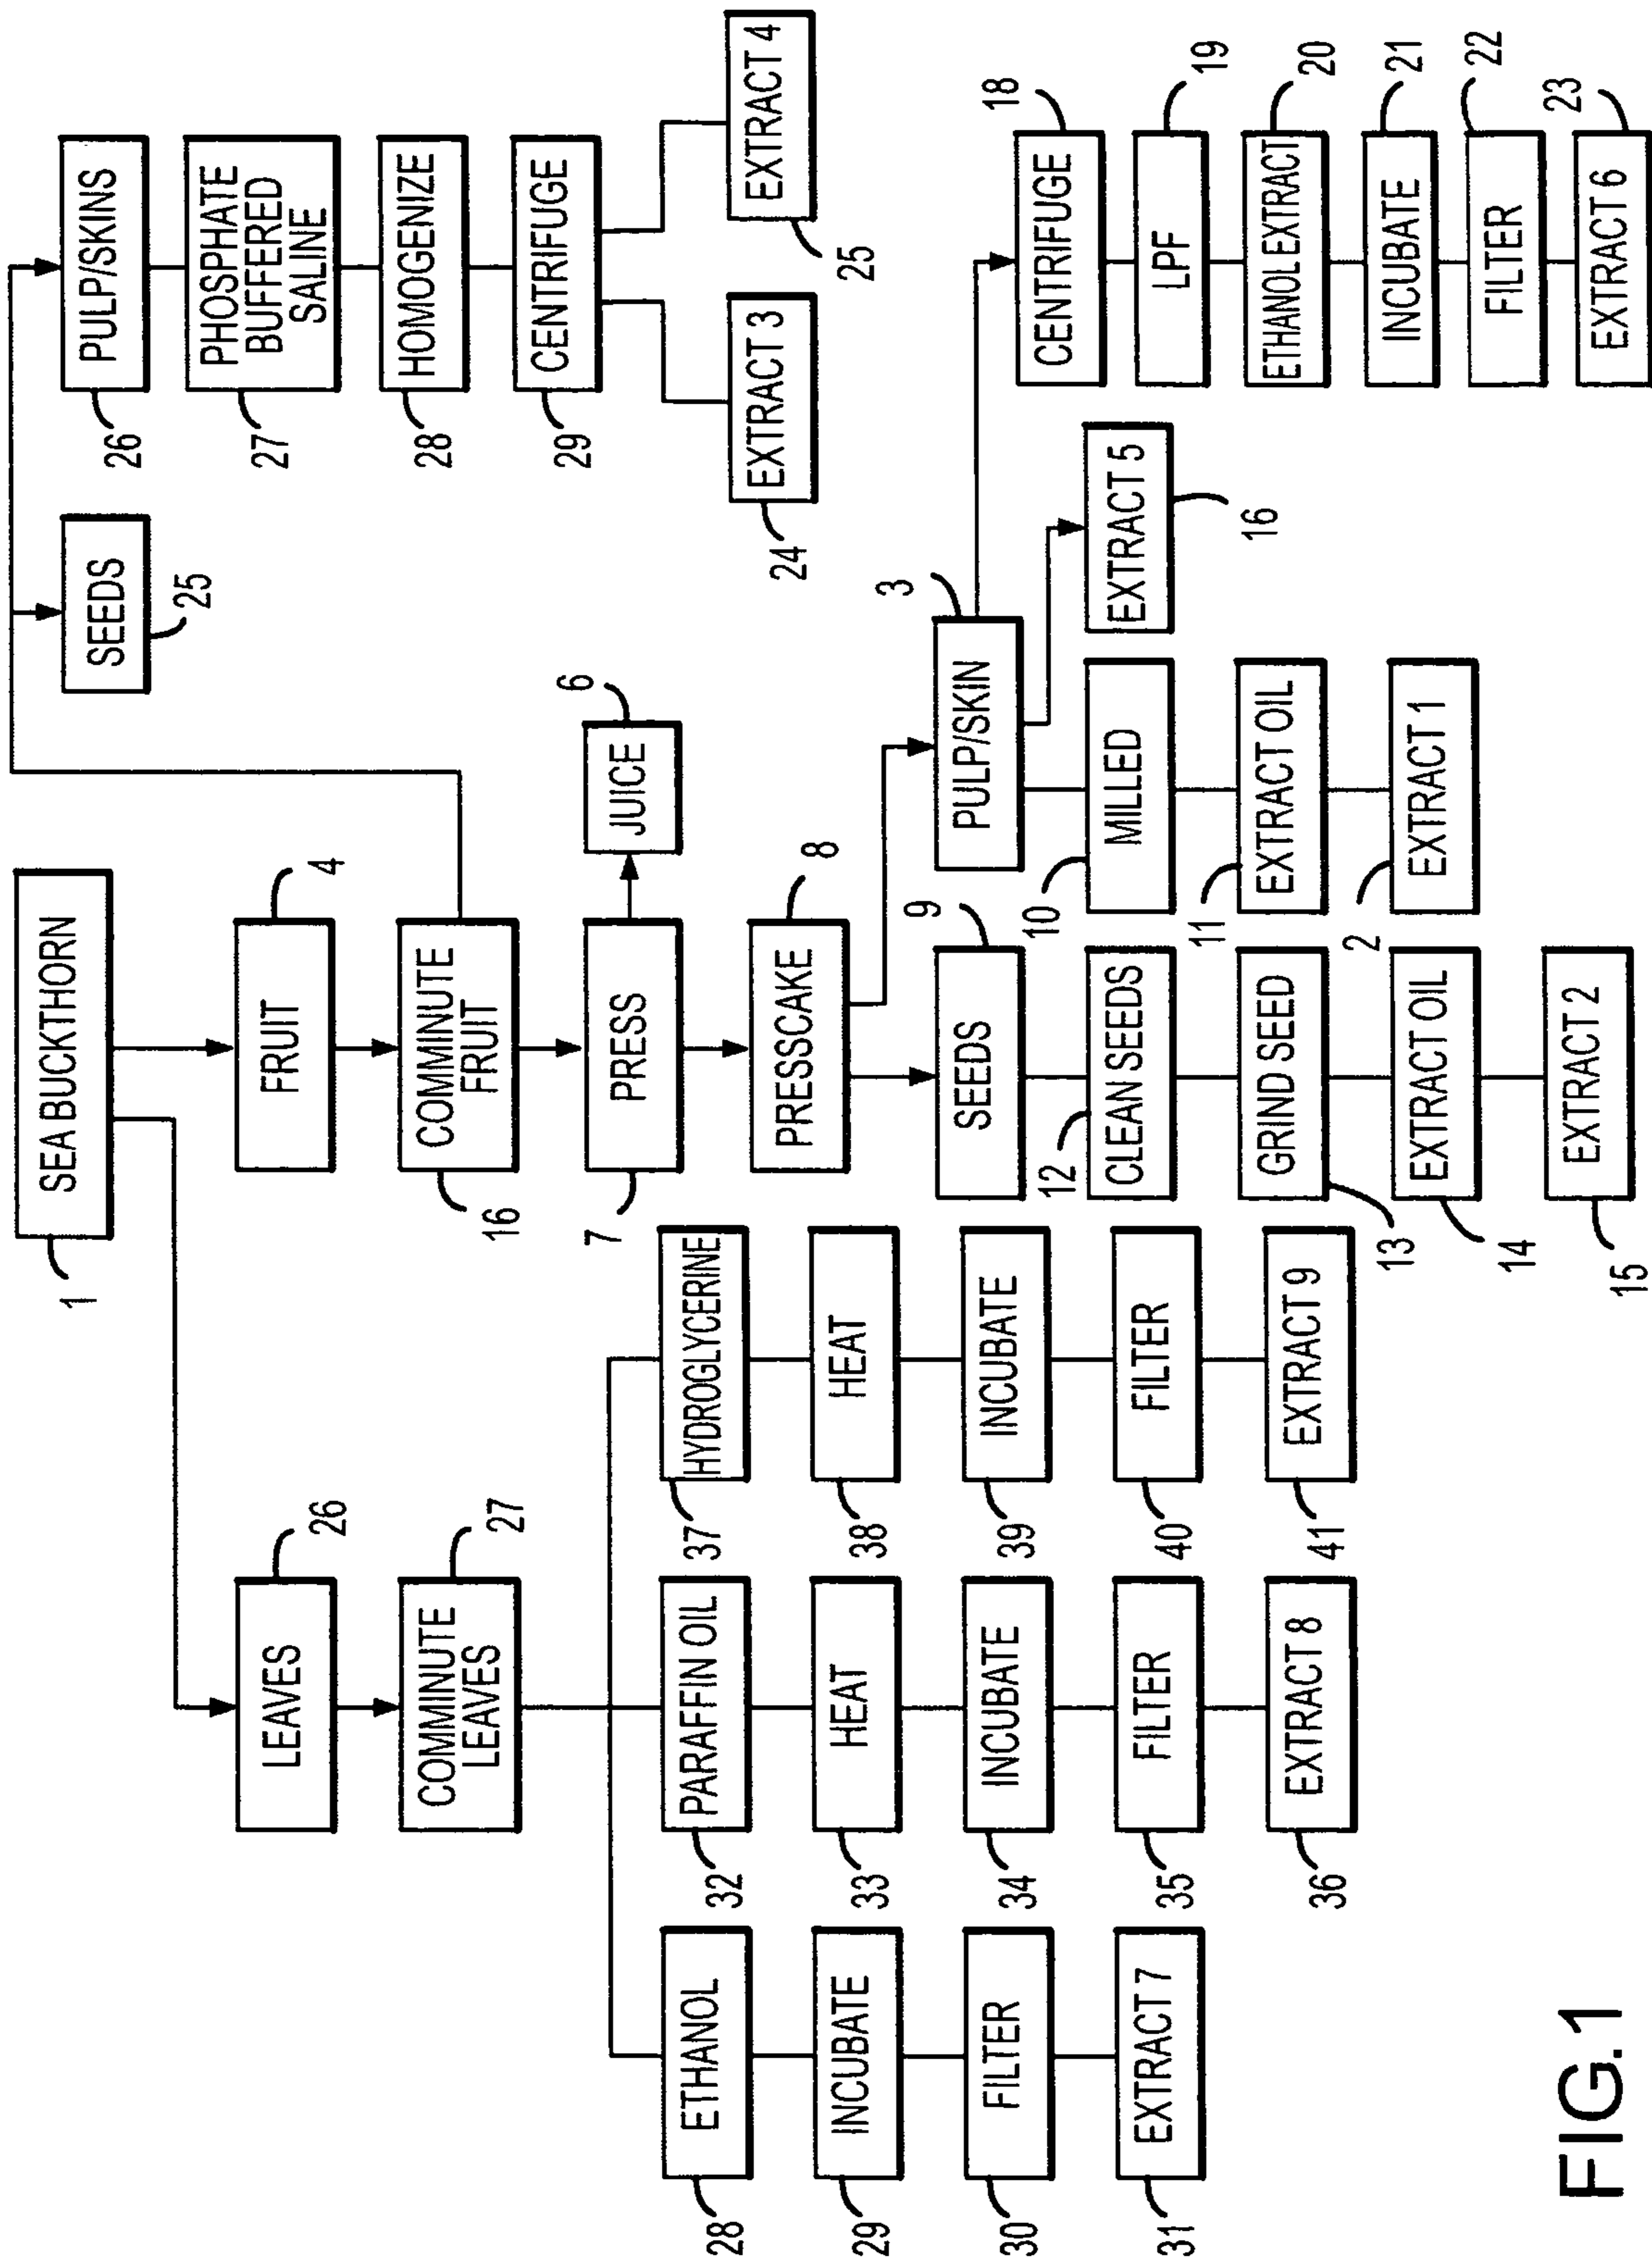 SEA BUCKTHORN
1
FRUIT
4
COMMINUTE
FRUIT
16
PRESS
7
JUICE
6
PRESSCAKE
8
SEEDS
25
PULP/SKINS
26
PHOSPHATE
BUFFERED
SALINE
27
HOMOGENIZE
28
CENTRIFUGE
29
EXTRACT 3
24
EXTRACT 4
25
LEAVES
26
COMMINUTE
LEAVES
27
ETHANOL
28
INCUBATE
29
FILTER
30
EXTRACT 7
31
PARAFFIN OIL
32
HEAT
33
INCUBATE
34
FILTER
35
EXTRACT 8
36
HYDROGLYCERINE
37
HEAT
38
INCUBATE
39
FILTER
40
EXTRACT 9
41
SEEDS
9
CLEAN SEEDS
12
GRIND SEED
13
EXTRACT OIL
14
EXTRACT 2
15
PULP/SKIN
3
MILLED
10
EXTRACT OIL
11
EXTRACT 1
2
EXTRACT 5
16
CENTRIFUGE
18
LPF
19
ETHANOL EXTRACT
20
INCUBATE
21
FILTER
22
EXTRACT 6
23
FIG.1